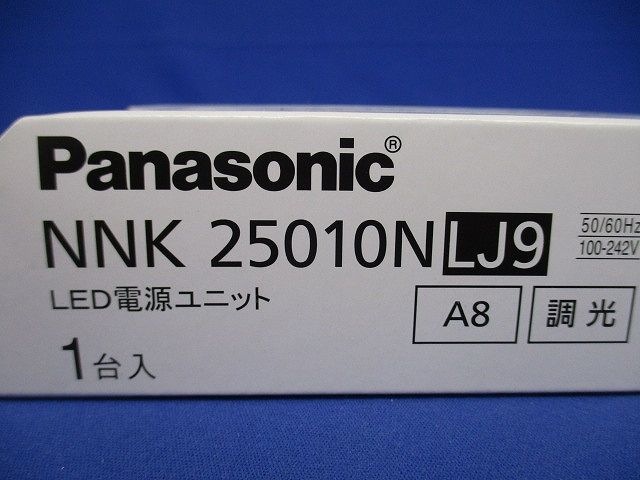 Panasonic®
NNK 25010N LJ9
50/60Hz
100-242V
LED電源ユニット
A8 調光
1台入